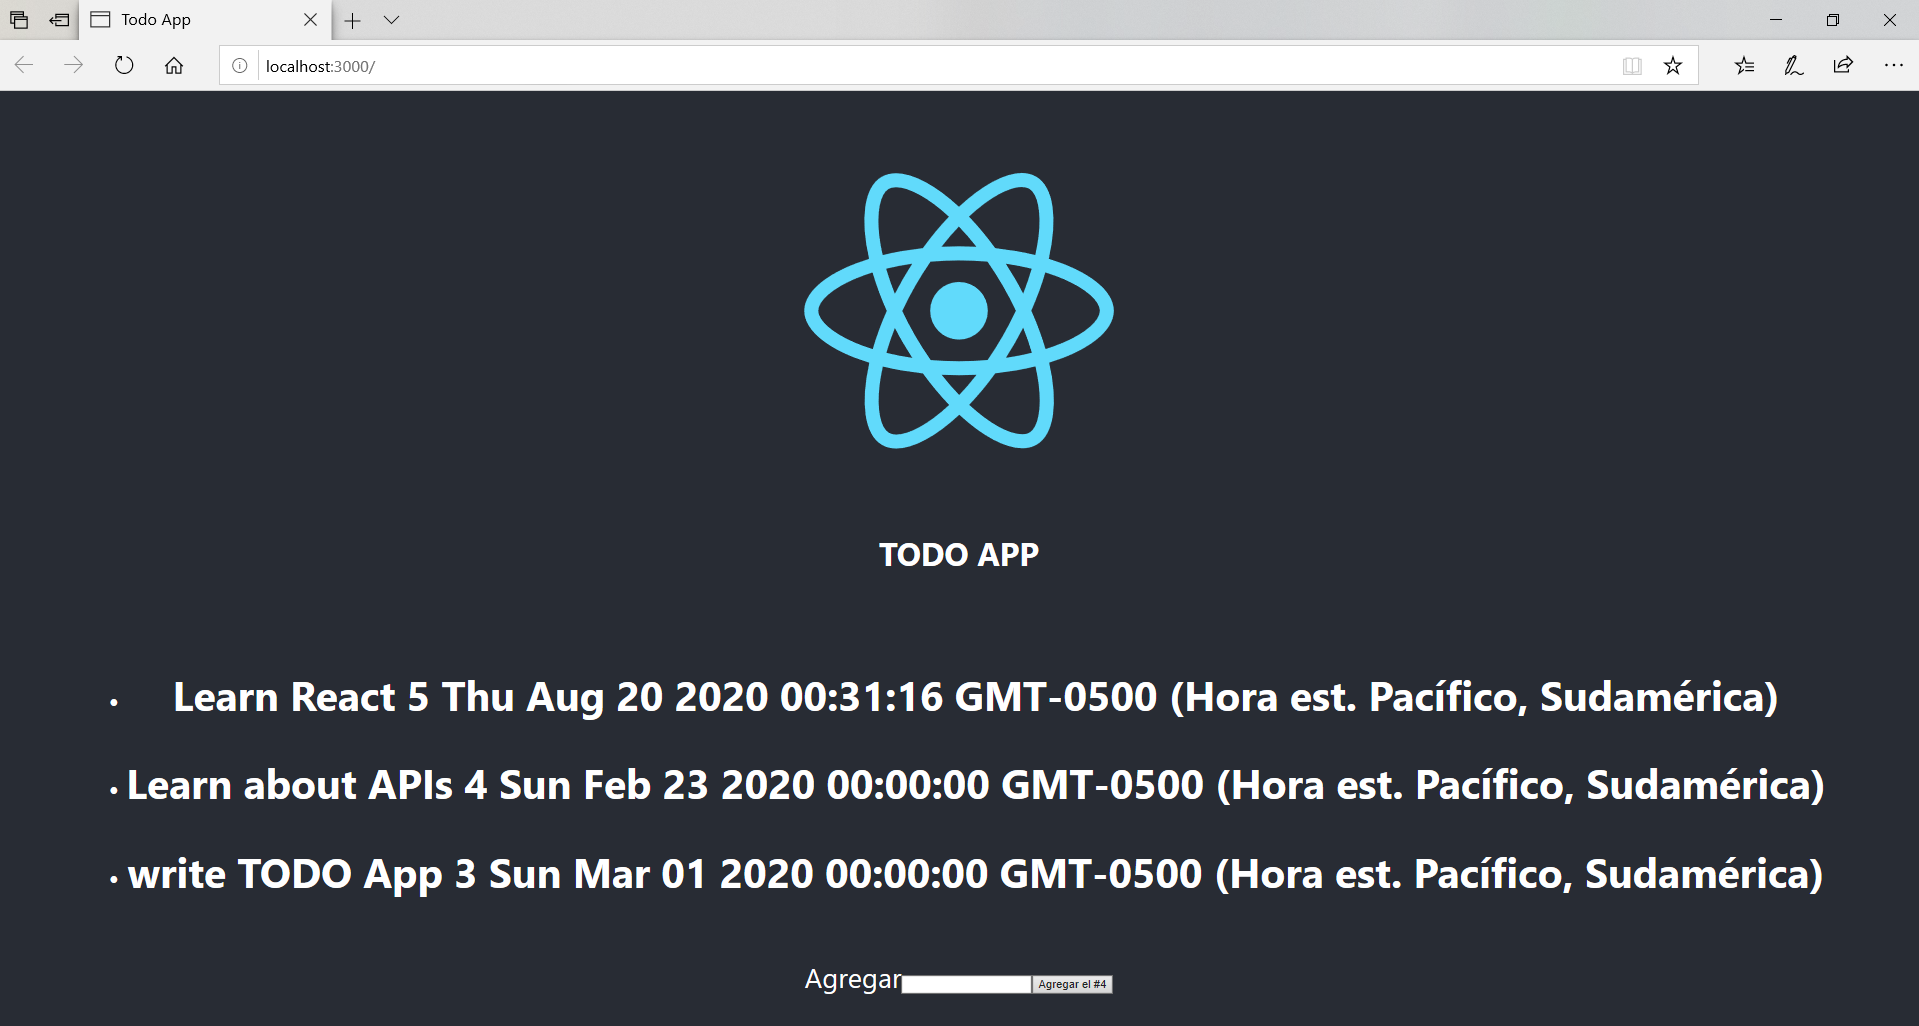 Todo App
localhost:3000/
TODO APP
• Learn React 5 Thu Aug 20 2020 00:31:16 GMT-0500 (Hora est. Pacífico, Sudamérica)
• Learn about APIs 4 Sun Feb 23 2020 00:00:00 GMT-0500 (Hora est. Pacífico, Sudamérica)
• write TODO App 3 Sun Mar 01 2020 00:00:00 GMT-0500 (Hora est. Pacífico, Sudamérica)
Agregar Agregar el #4